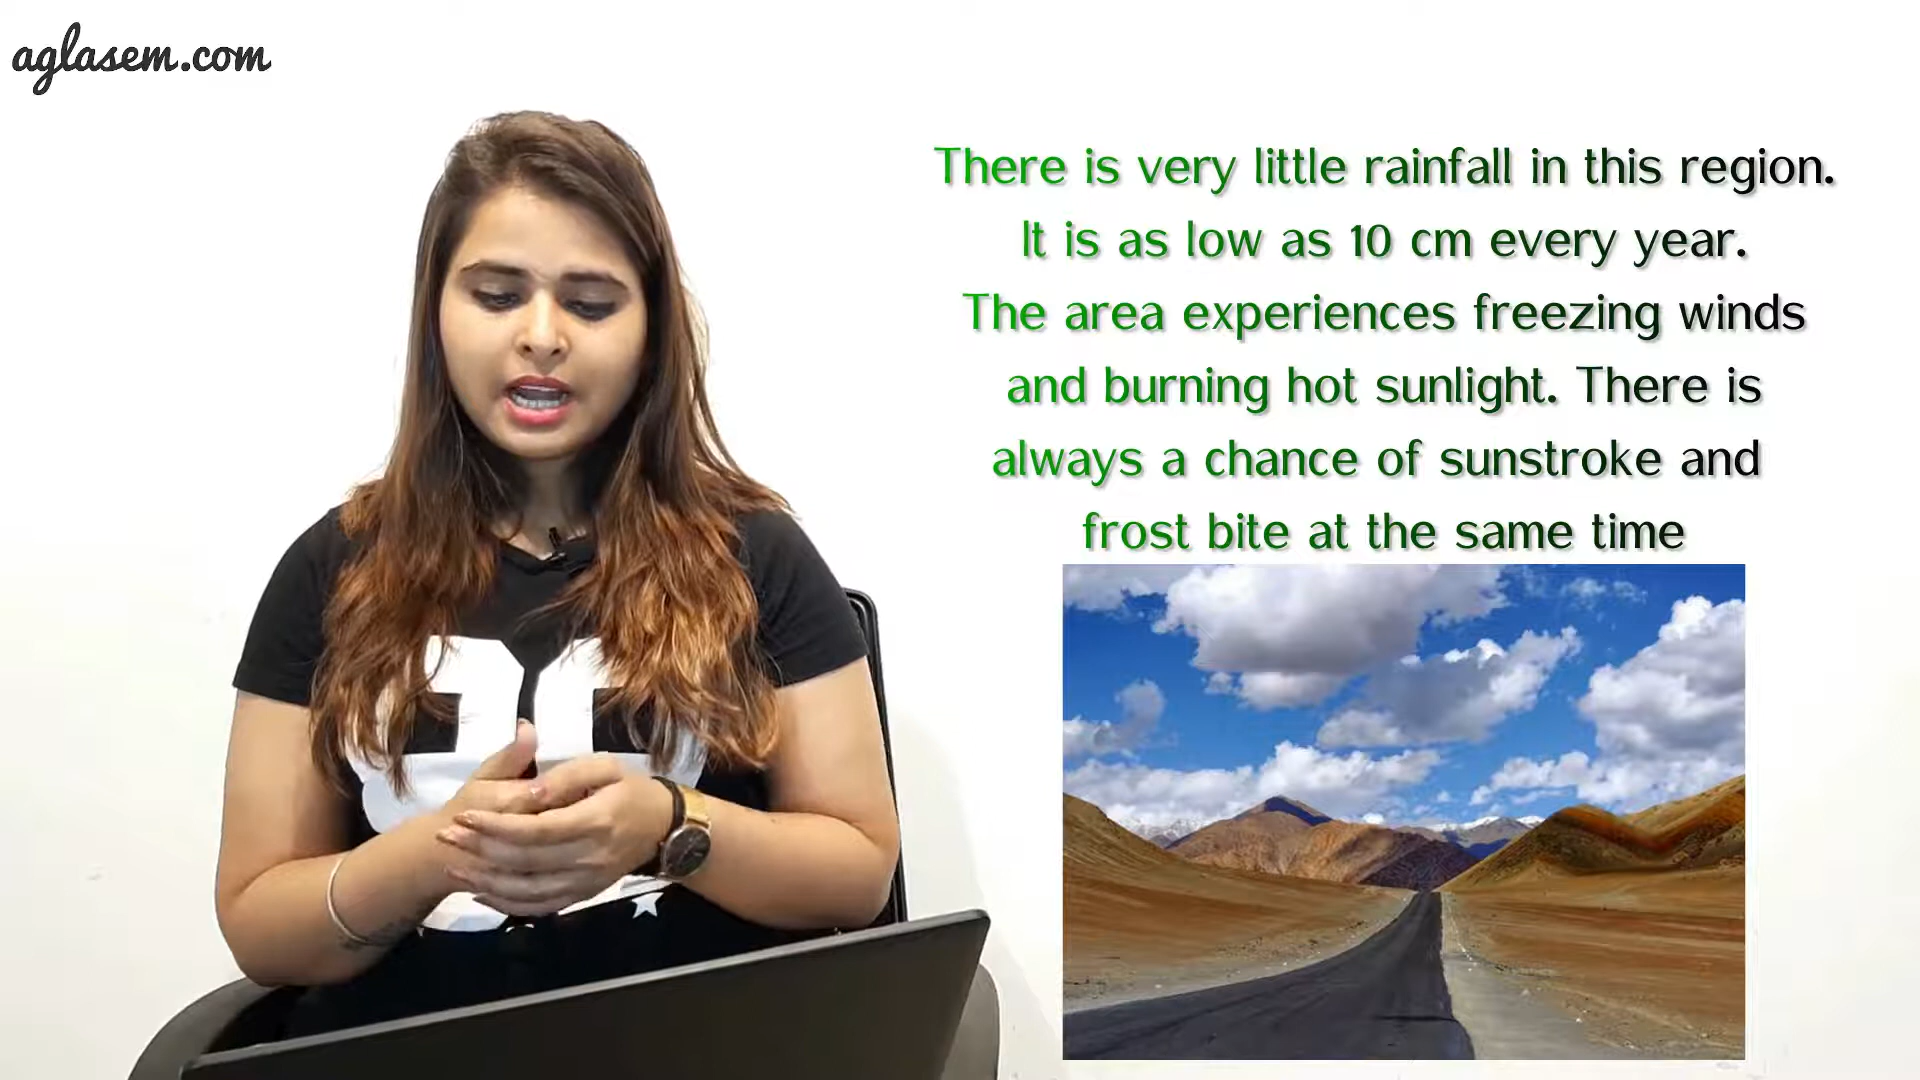 aglasem.com
There is very little rainfall in this region.
It is as low as 10 cm every year.
The area experiences freezing winds
and burning hot sunlight. There is
always a chance of sunstroke and
frost bite at the same time